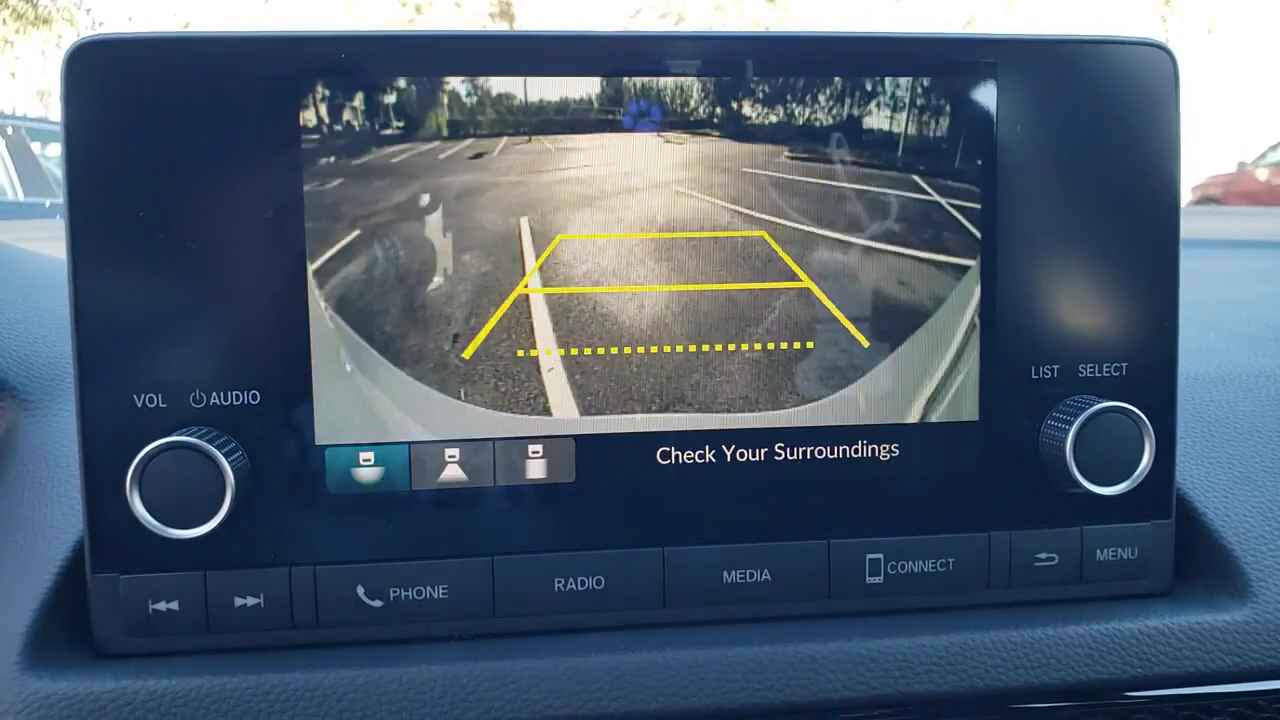 Check Your Surroundings
VOL AUDIO
LIST SELECT
PHONE
RADIO
MEDIA
CONNECT
MENU